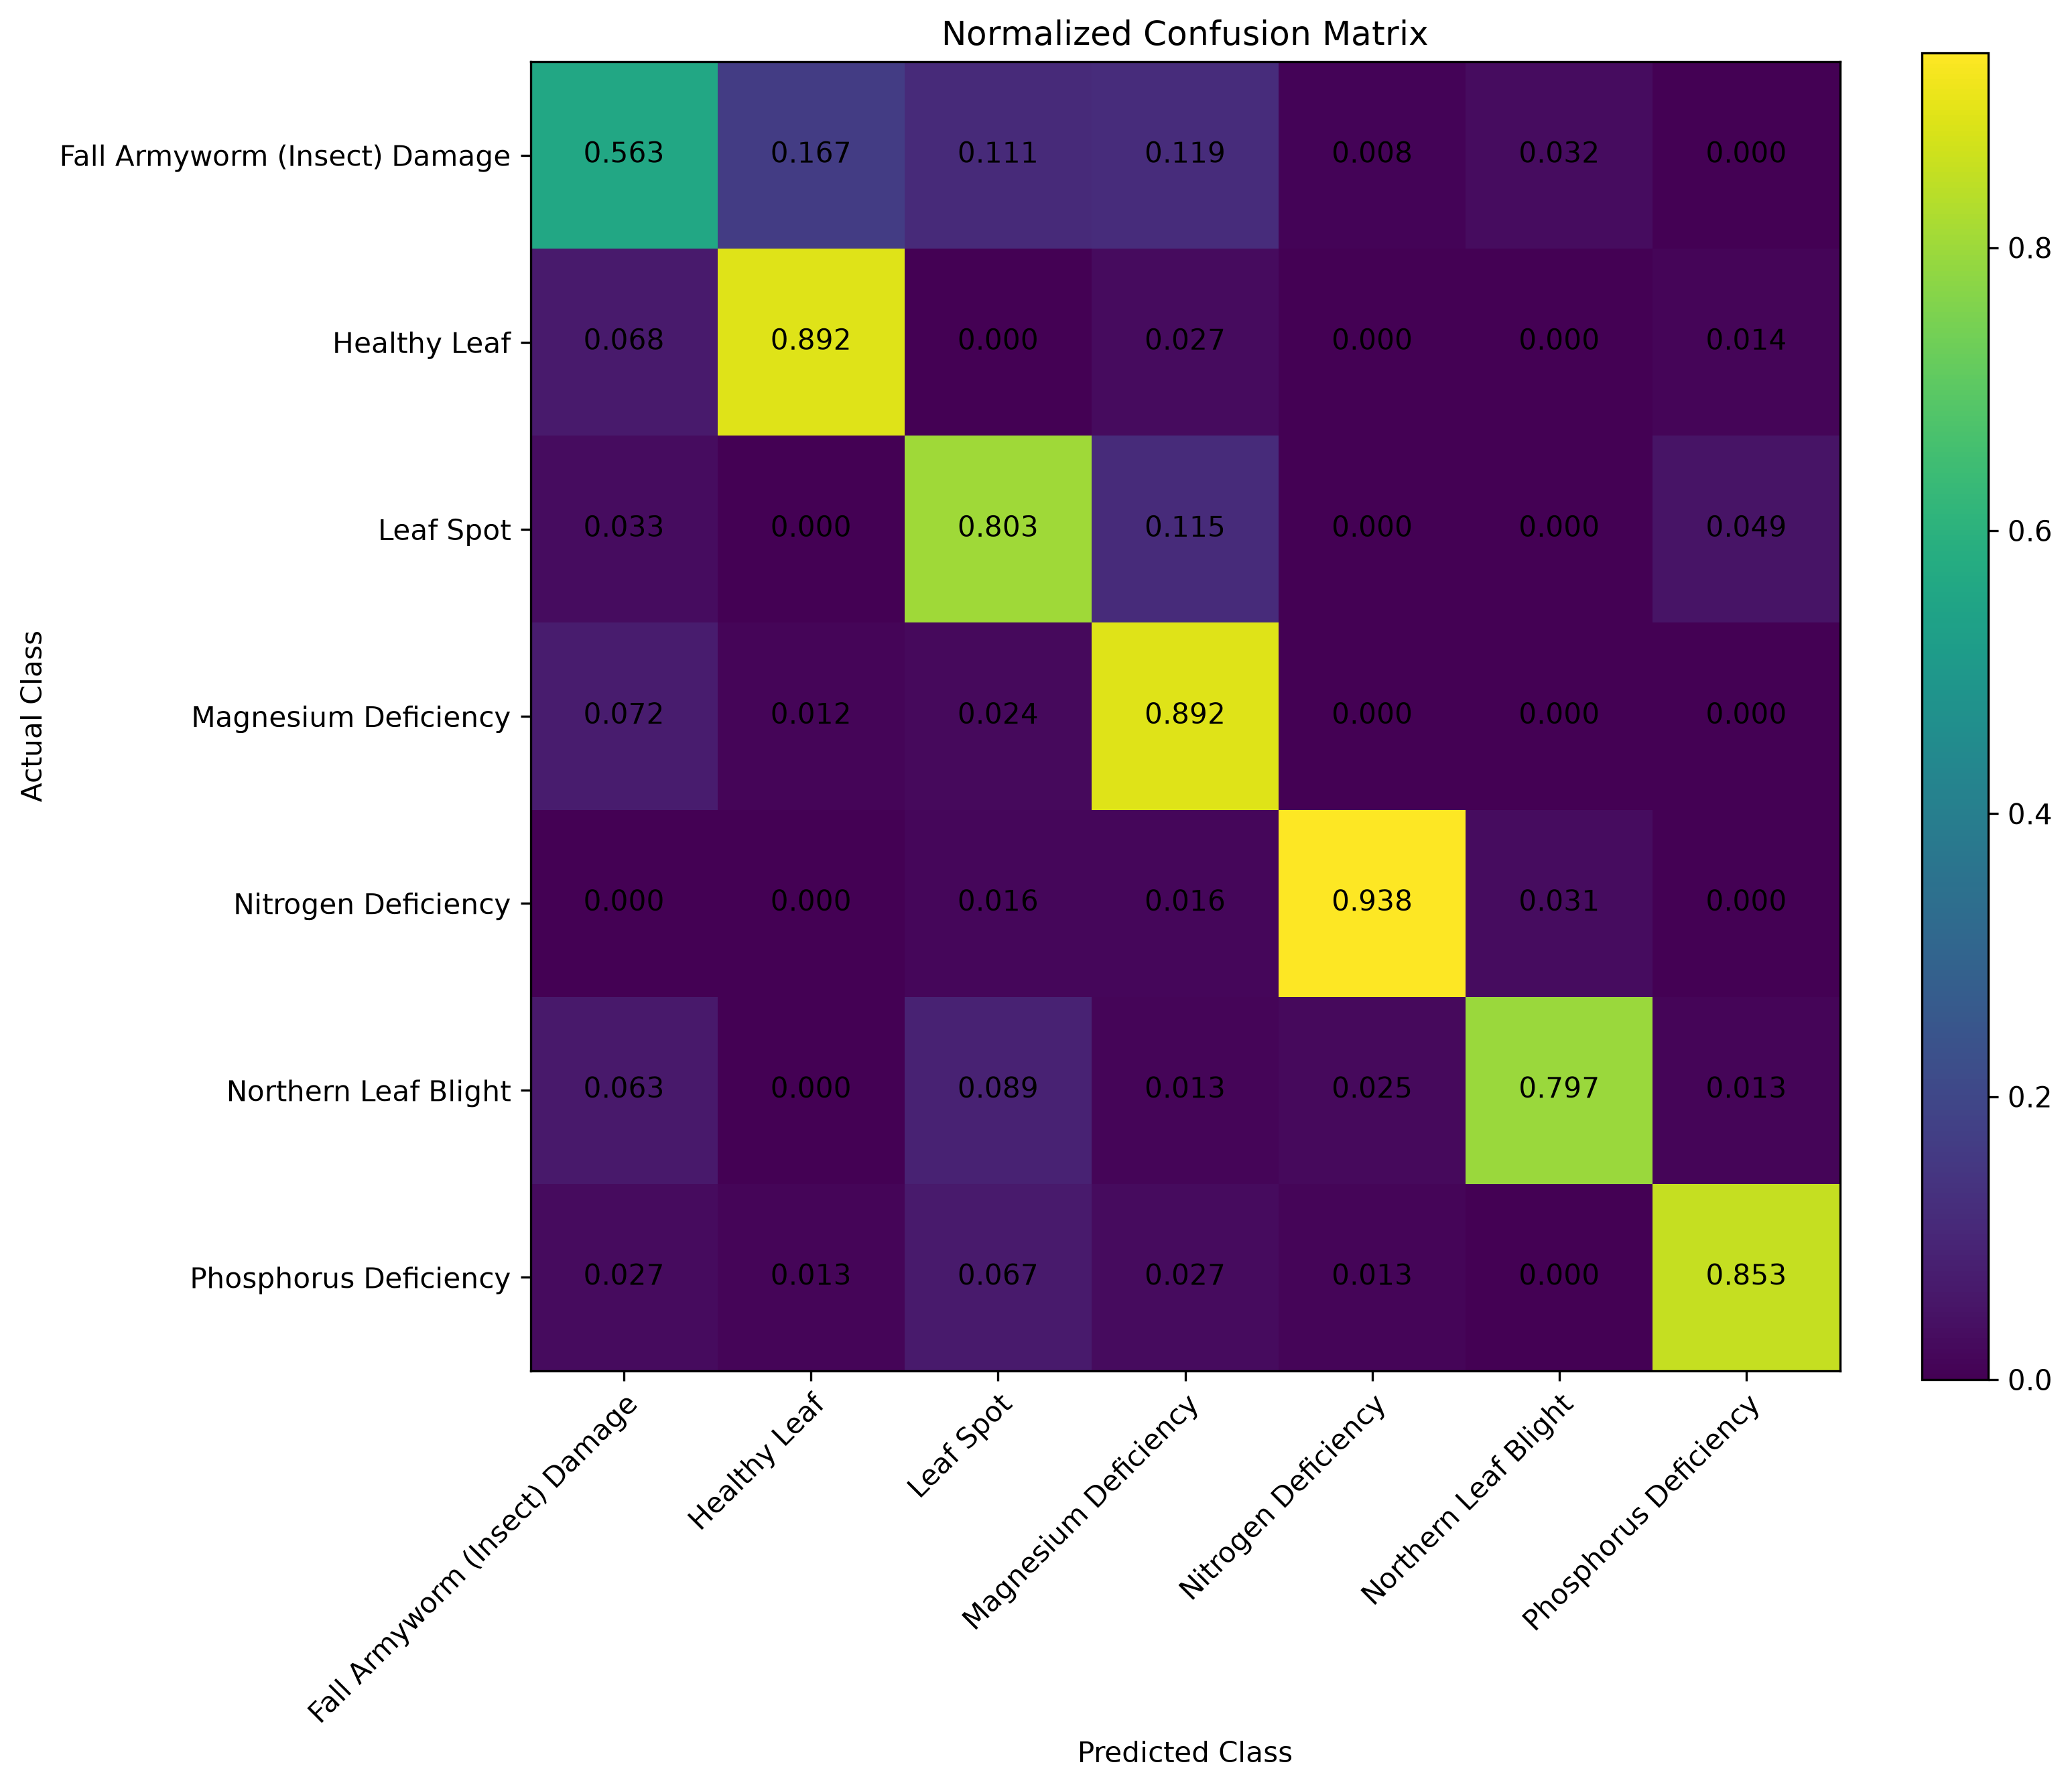 Normalized Confusion Matrix
Fall Armyworm (Insect) Damage 0.563 0.167 0.111 0.119 0.008 0.032 0.000
Healthy Leaf 0.068 0.892 0.000 0.027 0.000 0.000 0.014
Leaf Spot 0.033 0.000 0.803 0.115 0.000 0.000 0.049
Magnesium Deficiency 0.072 0.012 0.024 0.892 0.000 0.000 0.000
Nitrogen Deficiency 0.000 0.000 0.016 0.016 0.938 0.031 0.000
Northern Leaf Blight 0.063 0.000 0.089 0.013 0.025 0.797 0.013
Phosphorus Deficiency 0.027 0.013 0.067 0.027 0.013 0.000 0.853
Actual Class
Fall Armyworm (Insect) Damage
Healthy Leaf
Leaf Spot
Magnesium Deficiency
Nitrogen Deficiency
Northern Leaf Blight
Phosphorus Deficiency
Predicted Class
0.8
0.6
0.4
0.2
0.0